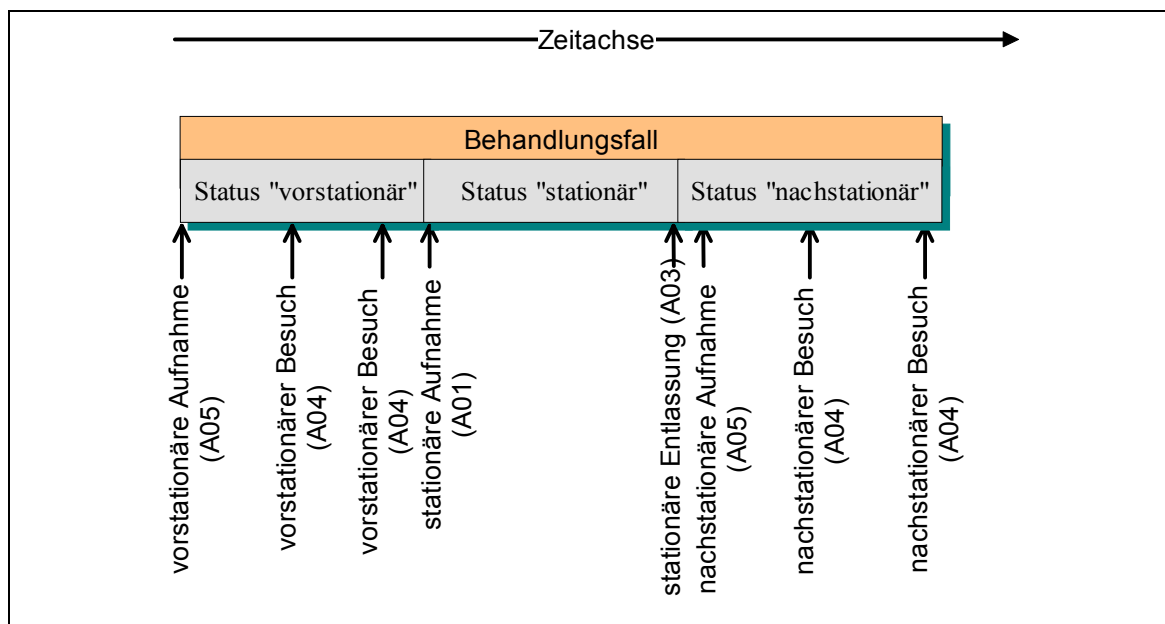 Zeitachse
Behandlungsfall
Status "vorstationär"
Status "stationär"
Status "nachstationär"
vorstationäre Aufnahme
(A05)
vorstationärer Besuch
(A04)
vorstationärer Besuch
(A04)
stationäre Aufnahme
(A01)
stationäre Entlassung (A03)
nachstationäre Aufnahme
(A05)
nachstationärer Besuch
(A04)
nachstationärer Besuch
(A04)